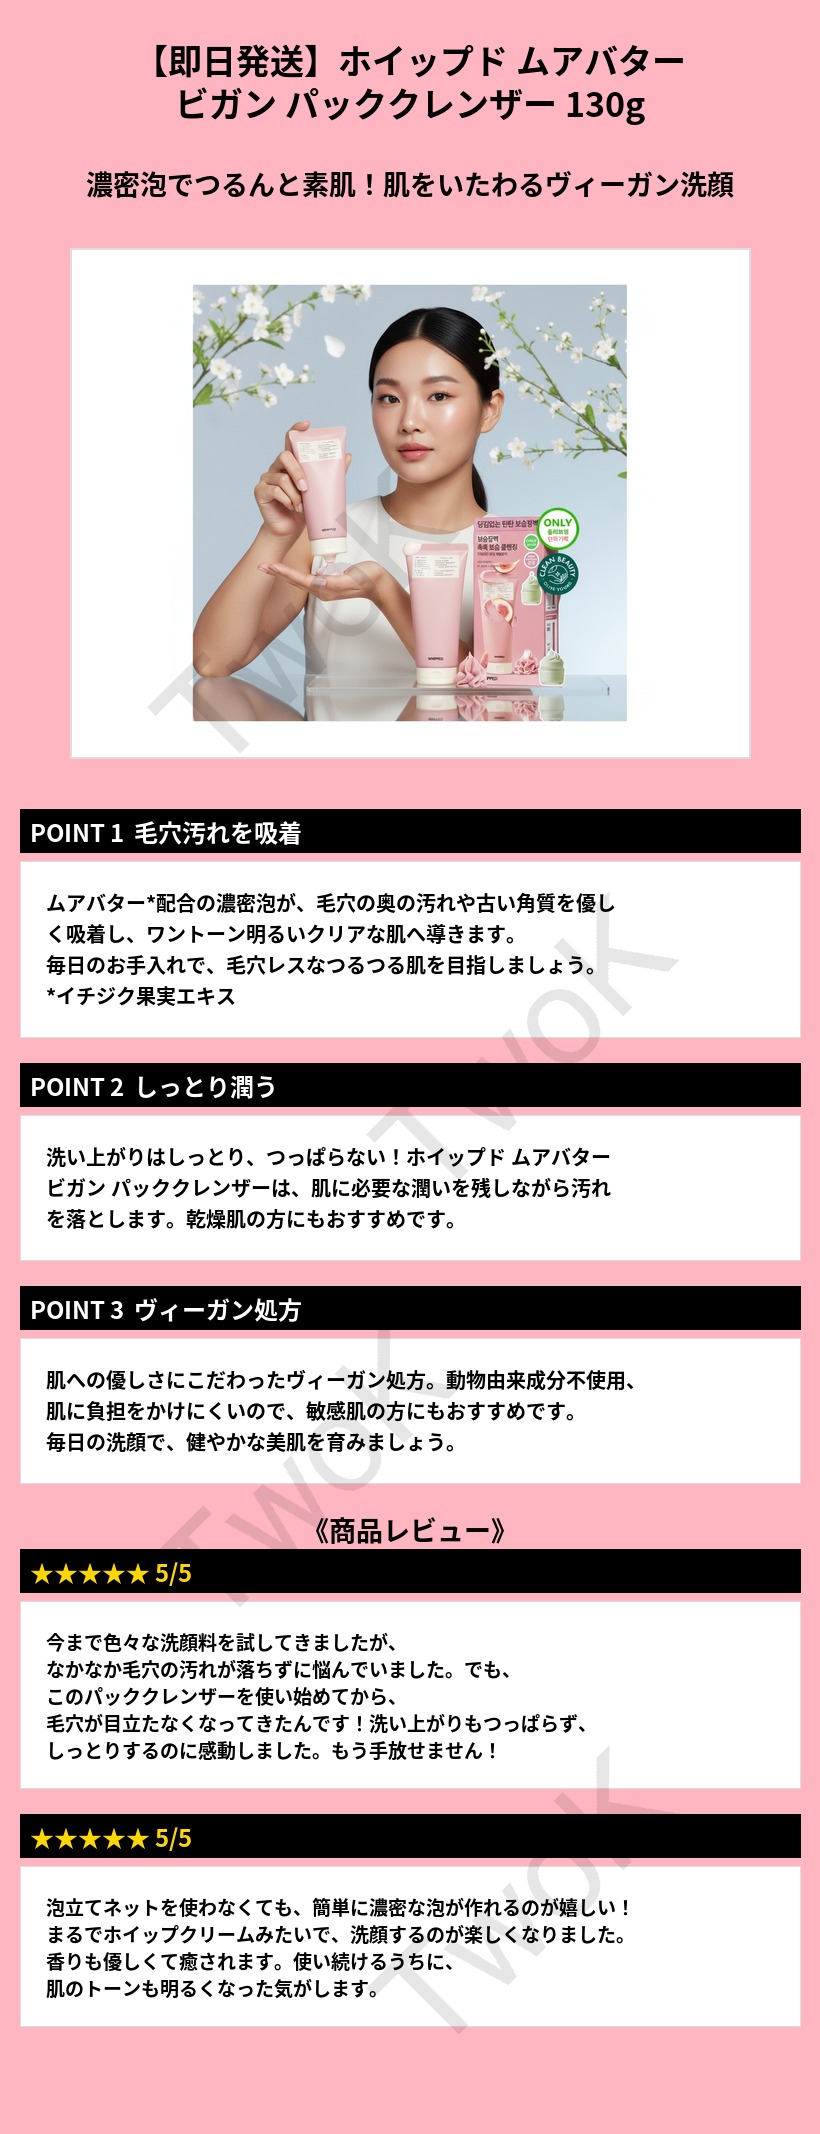 【即日発送】ホイップド ムアバター
ビガン パッククレンザー 130g
濃密泡でつるんと素肌！肌をいたわるヴィーガン洗顔
당김없는 탄탄 보습장벽
ONLY
올리브영
단독기획
보습장벽
촉촉 보습 클렌징
CLEAN BEAUTY
OLIVE YOUNG
WHIPPED
TwoK
POINT 1 毛穴汚れを吸着
ムアバター*配合の濃密泡が、毛穴の奥の汚れや古い角質を優し
く吸着し、ワントーン明るいクリアな肌へ導きます。
毎日のお手入れで、毛穴レスなつるつる肌を目指しましょう。
*イチジク果実エキス
TwoK
POINT 2 しっとり潤う
洗い上がりはしっとり、つっぱらない！ホイップド ムアバター
ビガン パッククレンザーは、肌に必要な潤いを残しながら汚れ
を落とします。乾燥肌の方にもおすすめです。
POINT 3 ヴィーガン処方
肌への優しさにこだわったヴィーガン処方。動物由来成分不使用、
肌に負担をかけにくいので、敏感肌の方にもおすすめです。
毎日の洗顔で、健やかな美肌を育みましょう。
TwoK
《商品レビュー》
★★★★★ 5/5
今まで色々な洗顔料を試してきましたが、
なかなか毛穴の汚れが落ちずに悩んでいました。でも、
このパッククレンザーを使い始めてから、
毛穴が目立たなくなってきたんです！洗い上がりもつっぱらず、
しっとりするのに感動しました。もう手放せません！
★★★★★ 5/5
泡立てネットを使わなくても、簡単に濃密な泡が作れるのが嬉しい！
まるでホイップクリームみたいで、洗顔するのが楽しくなりました。
香りも優しくて癒されます。使い続けるうちに、
肌のトーンも明るくなった気がします。
TwoK